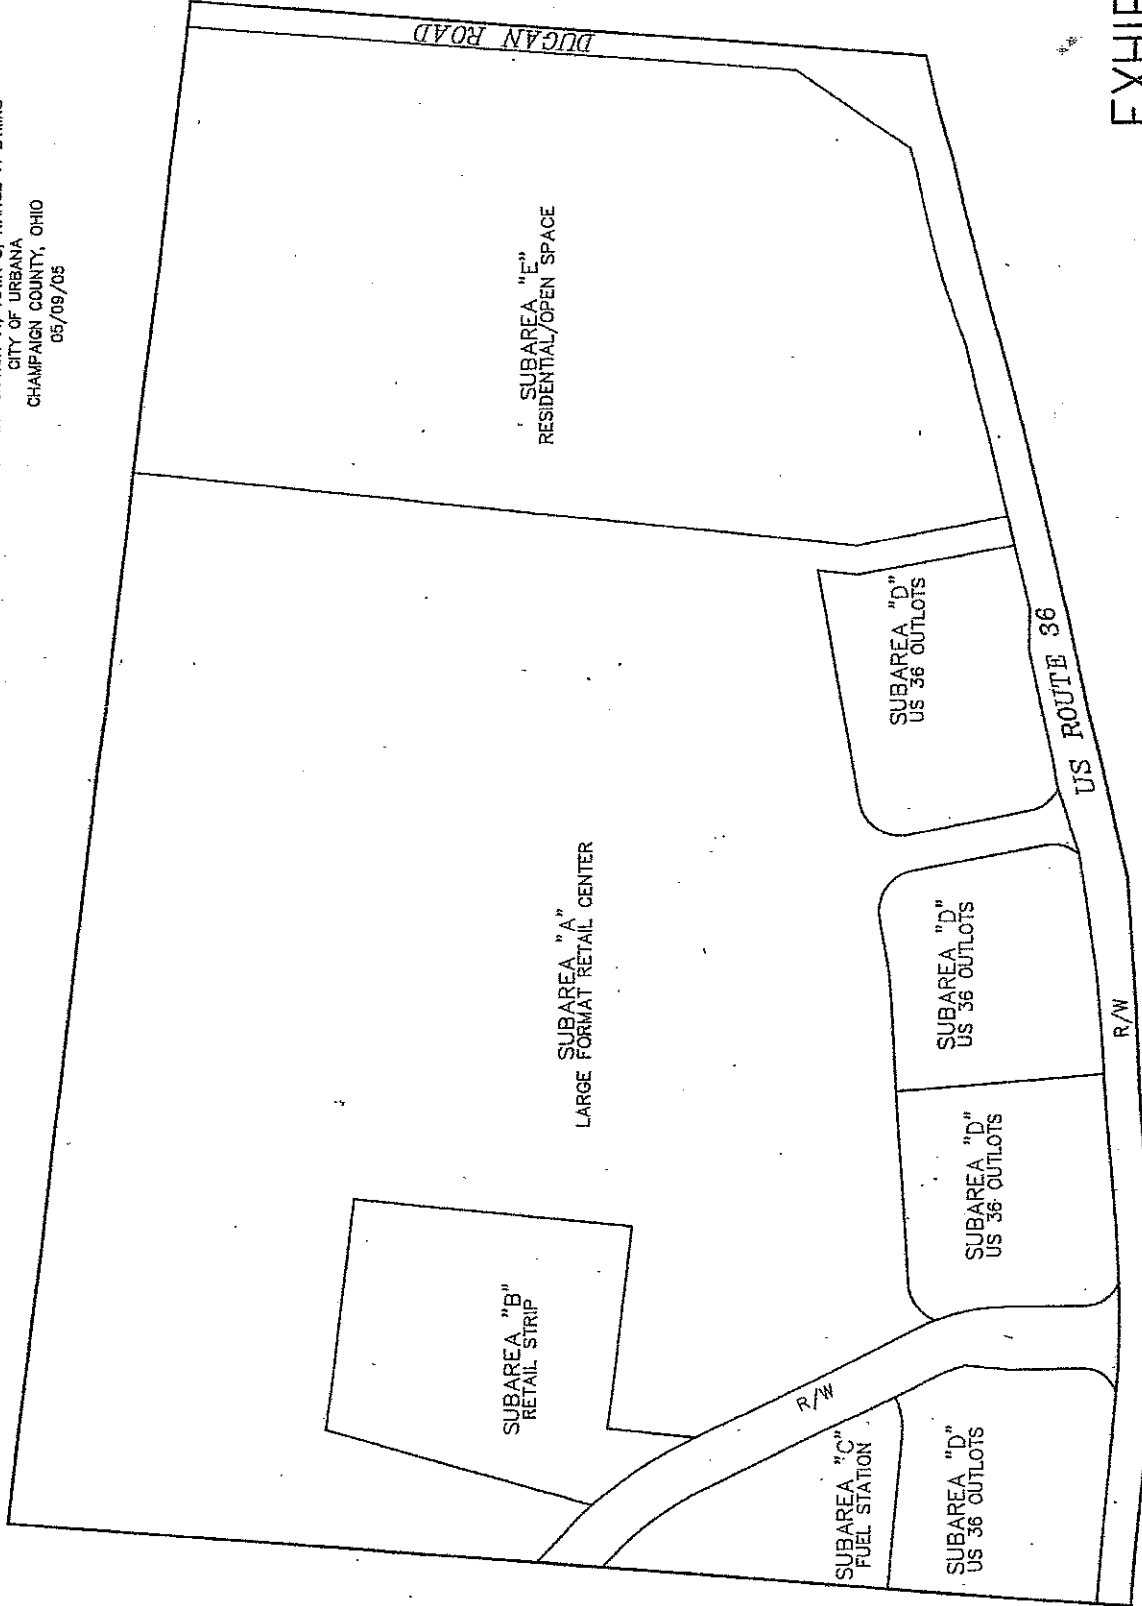 CITY OF URBANA
CHAMPAIGN COUNTY, OHIO
05/09/05
DUGAN ROAD
SUBAREA "E"
RESIDENTIAL/OPEN SPACE
SUBAREA "A"
LARGE FORMAT RETAIL CENTER
SUBAREA "B"
RETAIL STRIP
SUBAREA "C"
FUEL STATION
R/W
SUBAREA "D"
US 36 OUTLOTS
SUBAREA "D"
US 36 OUTLOTS
SUBAREA "D"
US 36 OUTLOTS
SUBAREA "D"
US 36 OUTLOTS
US ROUTE 36
R/W